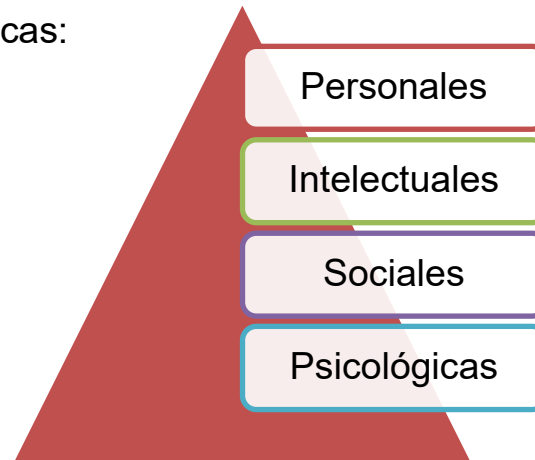 cas:
Personales
Intelectuales
Sociales
Psicológicas